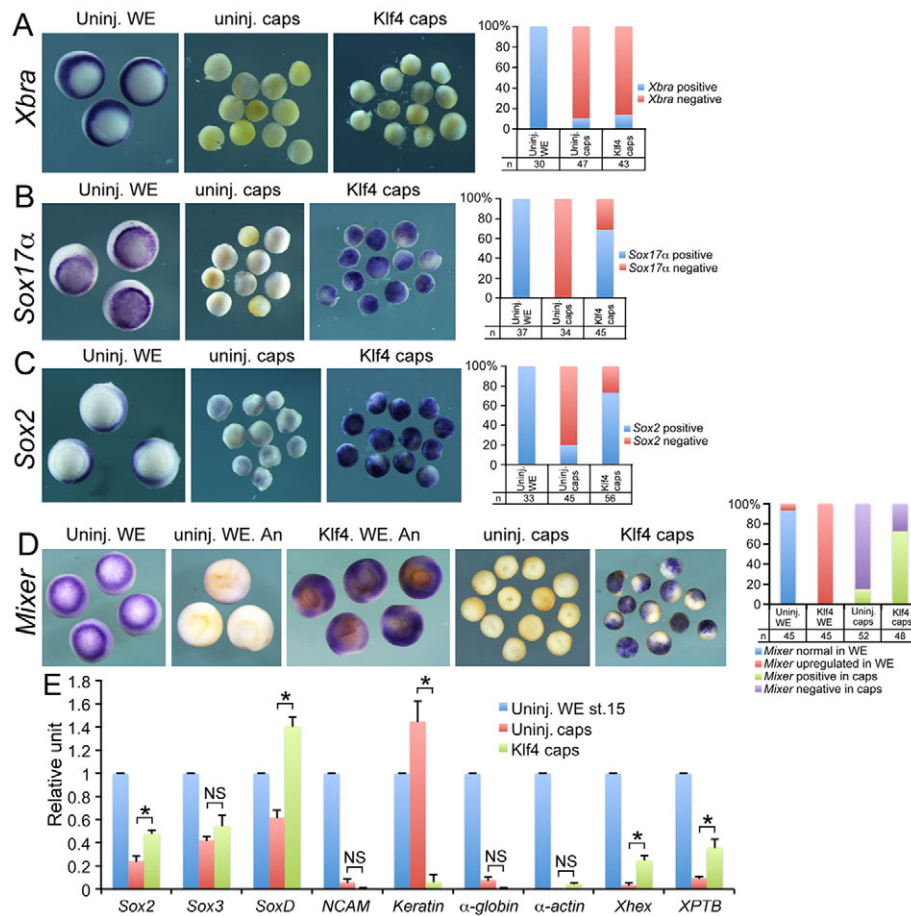 A
Xbra
Uninj. WE
uninj. caps
Klf4 caps
100%
80
60
40
20
0
Uninj. WE
Uninj. caps
Klf4 caps
n 30 47 43
Xbra positive
Xbra negative
B
Sox17α
Uninj. WE
uninj. caps
Klf4 caps
100%
80
60
40
20
0
Uninj. WE
Uninj. caps
Klf4 caps
n 37 34 45
Sox17α positive
Sox17α negative
C
Sox2
Uninj. WE
uninj. caps
Klf4 caps
100%
80
60
40
20
0
Uninj. WE
Uninj. caps
Klf4 caps
n 33 45 56
Sox2 positive
Sox2 negative
D
Mixer
Uninj. WE
uninj. WE. An
Klf4. WE. An
uninj. caps
Klf4 caps
100%
80
60
40
20
0
Uninj. WE
Klf4 WE
Uninj. caps
Klf4 caps
n 45 45 52 48
Mixer normal in WE
Mixer upregulated in WE
Mixer positive in caps
Mixer negative in caps
E
Relative unit
1.8
1.6
1.4
1.2
1
0.8
0.6
0.4
0.2
0
Uninj. WE st.15
Uninj. caps
Klf4 caps
* NS * NS * NS NS * *
Sox2 Sox3 SoxD NCAM Keratin α-globin α-actin Xhex XPTB